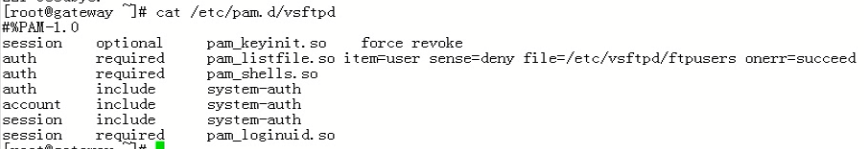 [root@gateway ~]# cat /etc/pam.d/vsftpd
#%PAM-1.0
session    optional    pam_keyinit.so    force revoke
auth       required    pam_listfile.so item=user sense=deny file=/etc/vsftpd/ftpusers onerr=succeed
auth       required    pam_shells.so
auth       include     system-auth
account    include     system-auth
session    include     system-auth
session    required    pam_loginuid.so
[root@gateway ~]#